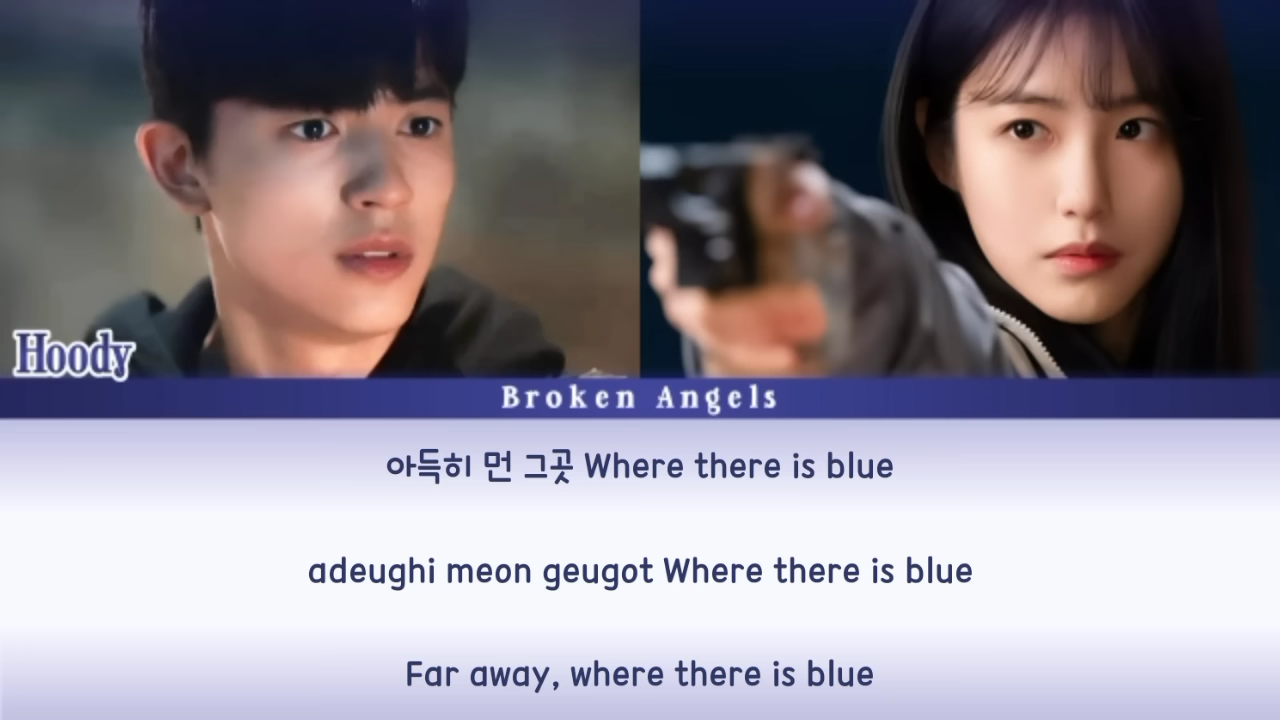 Hoody
Broken Angels
아득히 먼 그곳 Where there is blue
adeughi meon geugot Where there is blue
Far away, where there is blue